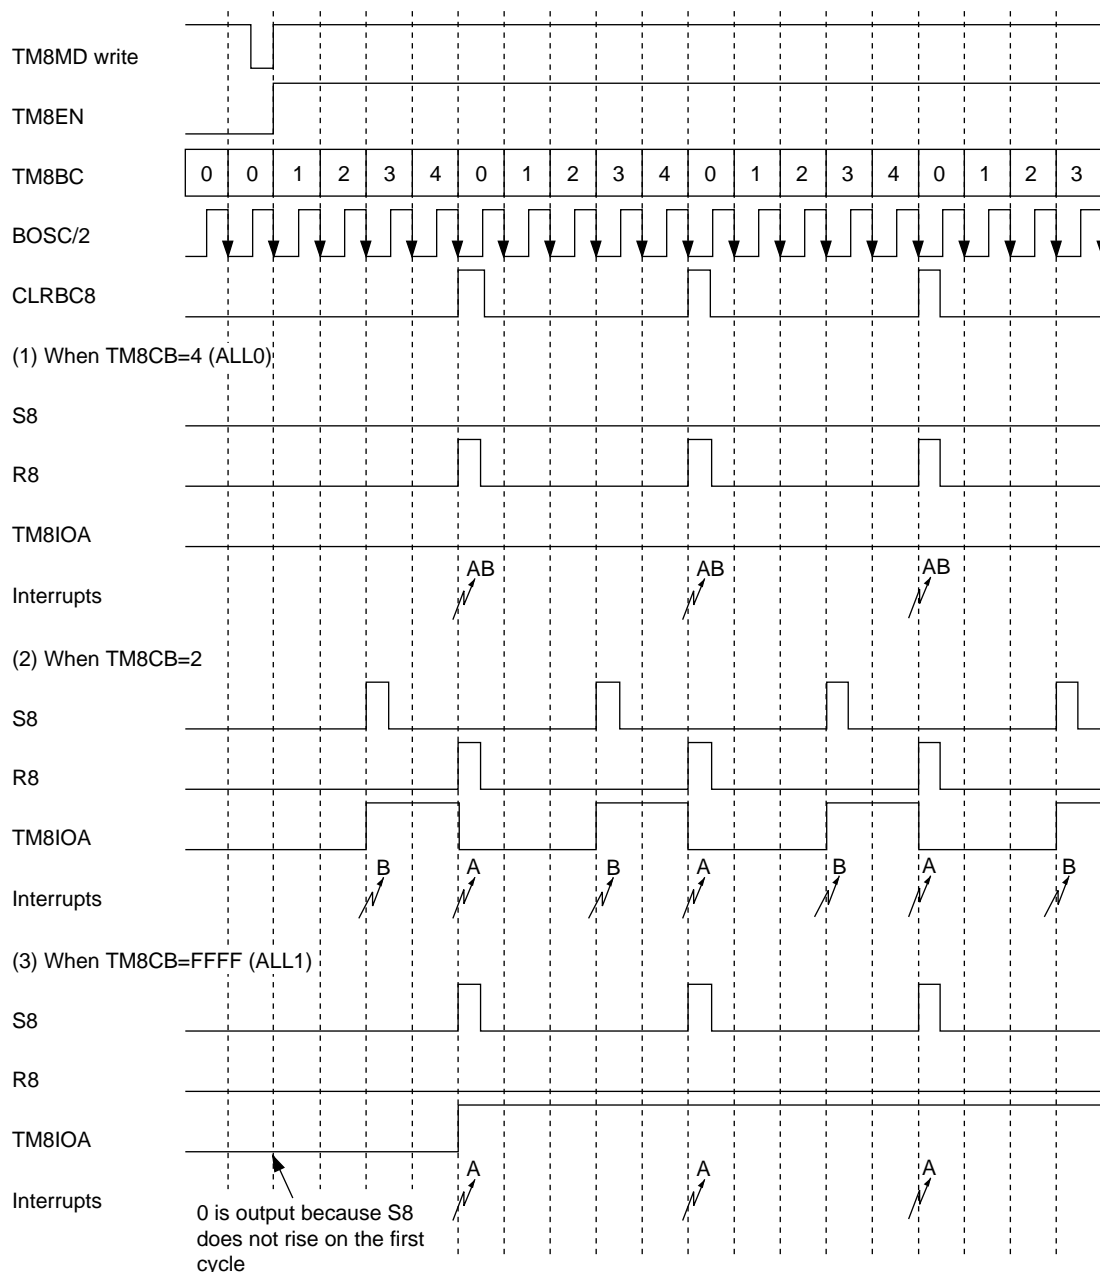 TM8MD write
TM8EN
TM8BC 0 0 1 2 3 4 0 1 2 3 4 0 1 2 3 4 0 1 2 3
BOSC/2
CLRBC8
(1) When TM8CB=4 (ALL0)
S8
R8
TM8IOA
AB AB AB
Interrupts
(2) When TM8CB=2
S8
R8
TM8IOA
B A B A B A B
Interrupts
(3) When TM8CB=FFFF (ALL1)
S8
R8
TM8IOA
A A A
Interrupts
0 is output because S8
does not rise on the first
cycle